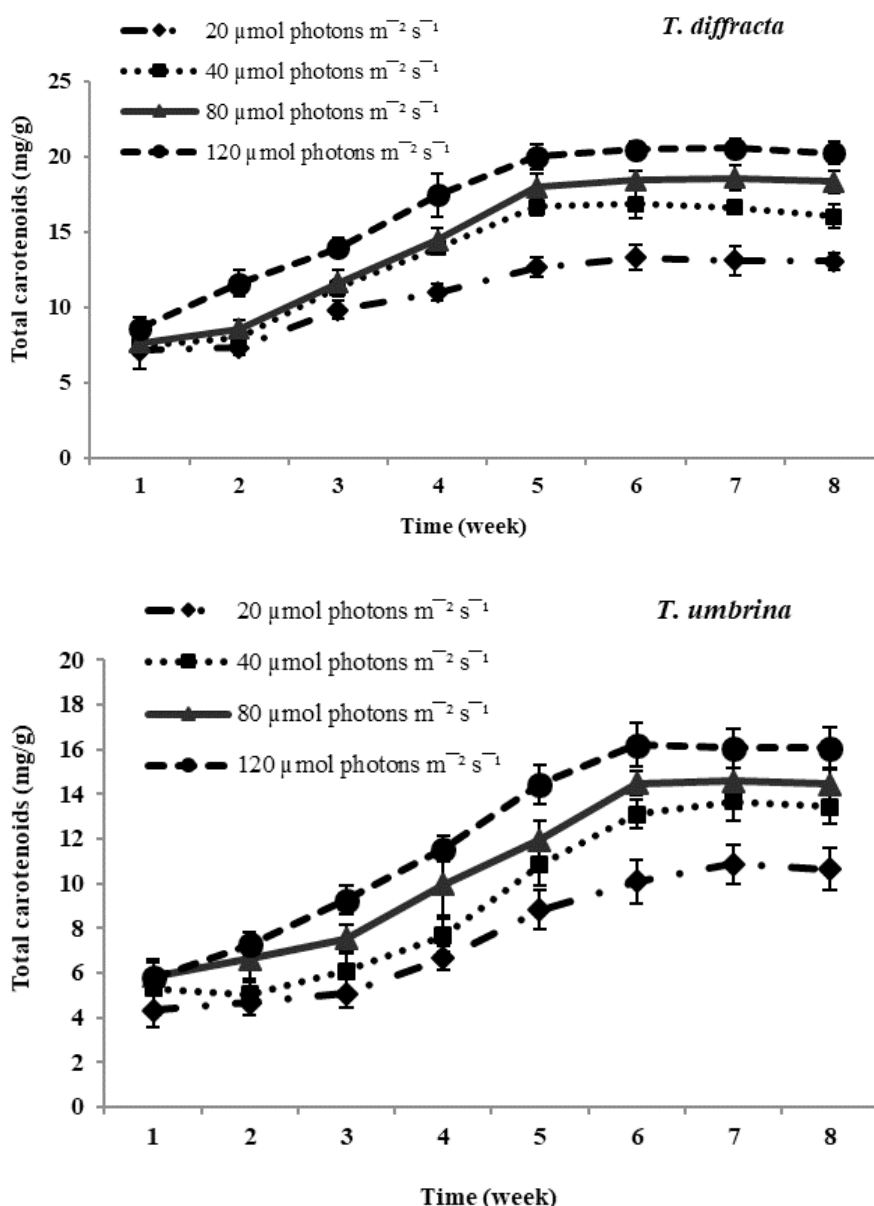 20 µmol photons m⁻² s⁻¹
T. diffracta
40 µmol photons m⁻² s⁻¹
80 µmol photons m⁻² s⁻¹
120 µmol photons m⁻² s⁻¹
Total carotenoids (mg/g)
25
20
15
10
5
0
1 2 3 4 5 6 7 8
Time (week)
20 µmol photons m⁻² s⁻¹
T. umbrina
40 µmol photons m⁻² s⁻¹
80 µmol photons m⁻² s⁻¹
120 µmol photons m⁻² s⁻¹
Total carotenoids (mg/g)
20
18
16
14
12
10
8
6
4
2
0
1 2 3 4 5 6 7 8
Time (week)